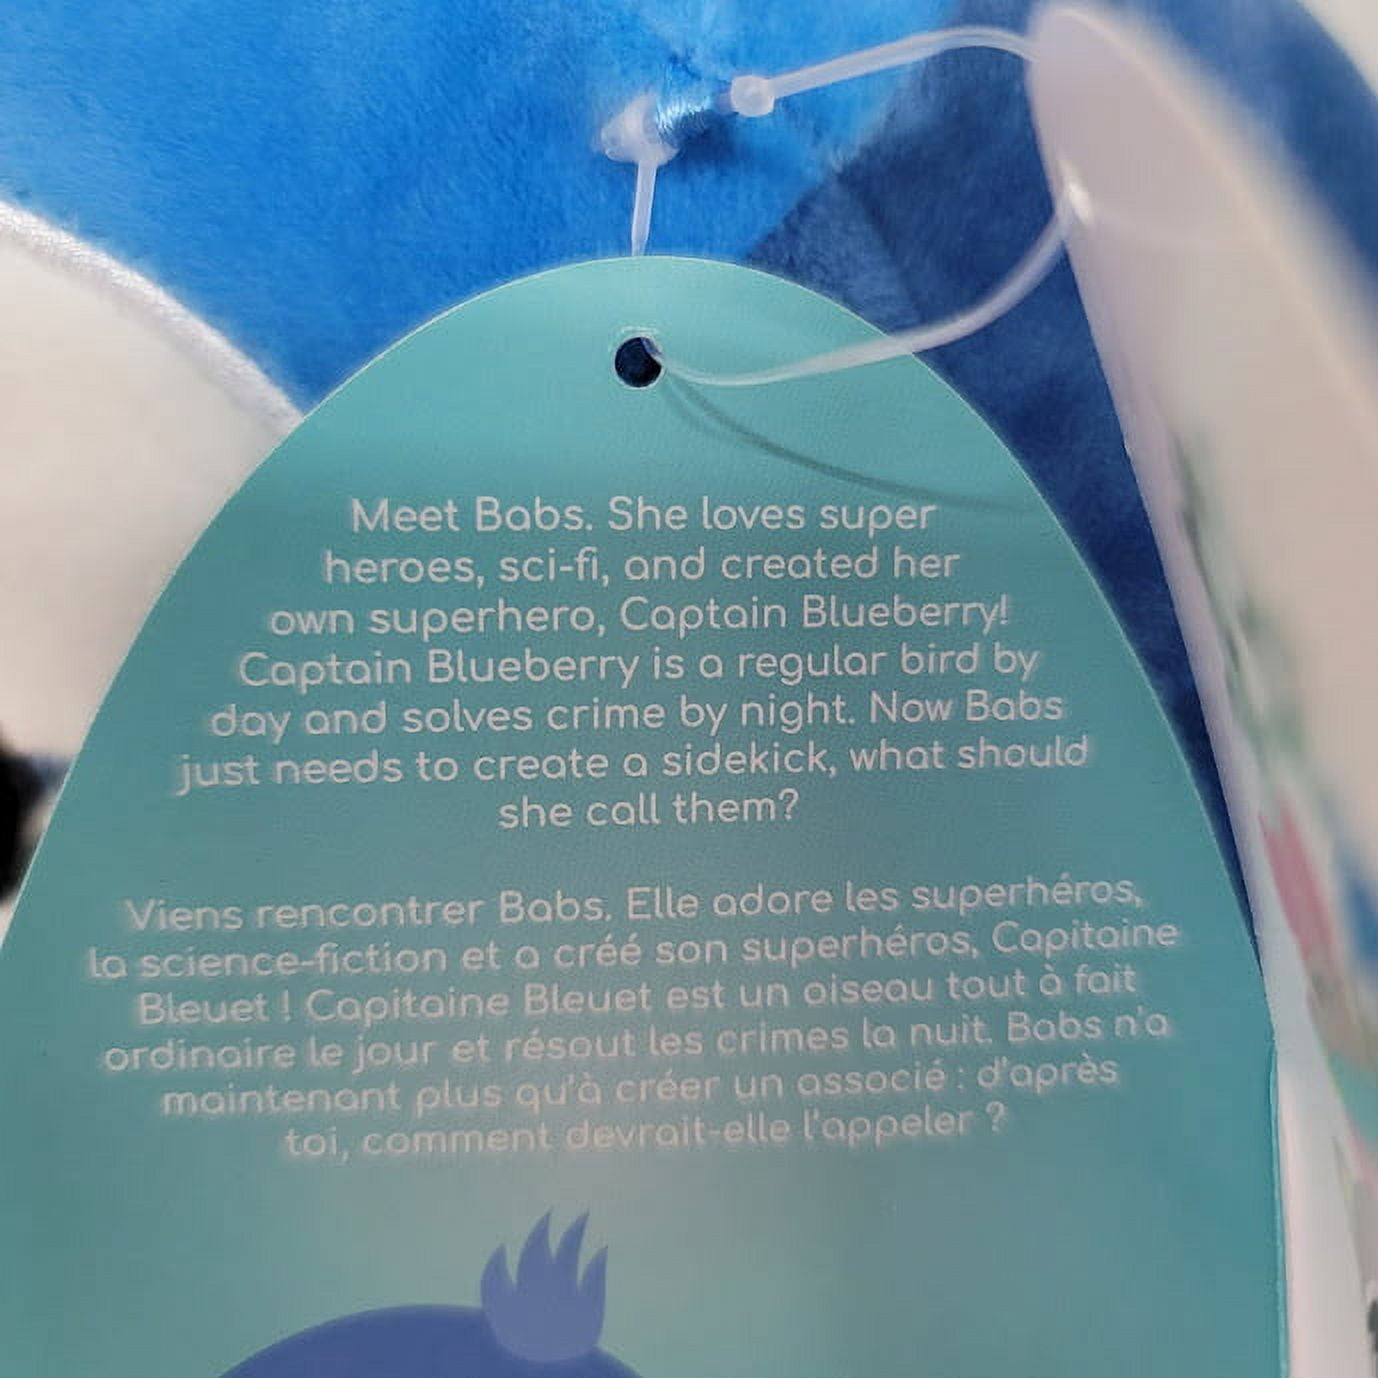 Meet Babs. She loves super
heroes, sci-fi, and created her
own superhero, Captain Blueberry!
Captain Blueberry is a regular bird by
day and solves crime by night. Now Babs
just needs to create a sidekick, what should
she call them?
Viens rencontrer Babs. Elle adore les superhéros,
la science-fiction et a créé son superhéros, Capitaine
Bleuet ! Capitaine Bleuet est un oiseau tout à fait
ordinaire le jour et résout les crimes la nuit. Babs n'a
maintenant plus qu'à créer un associé : d'après
toi, comment devrait-elle l'appeler ?